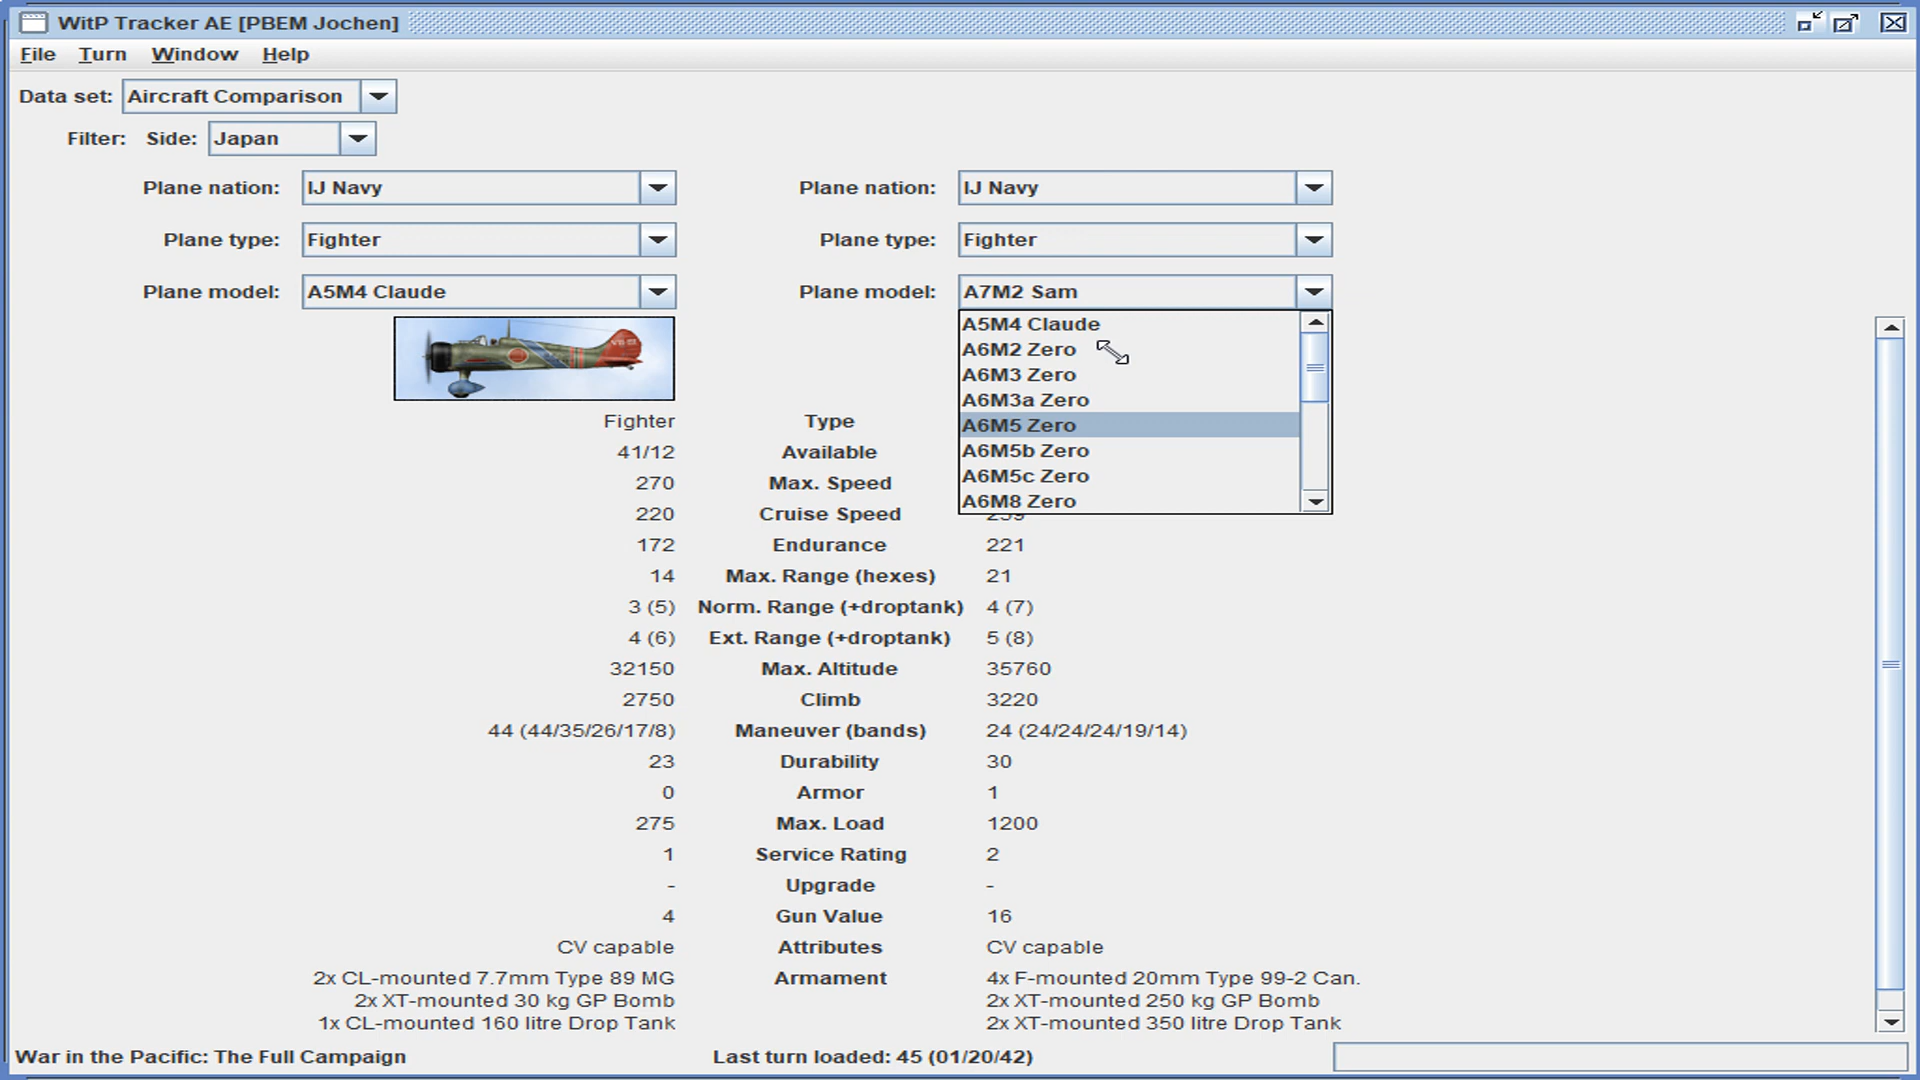 WitP Tracker AE [PBEM Jochen]
File Turn Window Help
Data set: Aircraft Comparison
Filter: Side: Japan
Plane nation: IJ Navy Plane nation: IJ Navy
Plane type: Fighter Plane type: Fighter
Plane model: A5M4 Claude Plane model: A7M2 Sam
A5M4 Claude
A6M2 Zero
A6M3 Zero
A6M3a Zero
Fighter Type A6M5 Zero
41/12 Available A6M5b Zero
270 Max. Speed A6M5c Zero
A6M8 Zero
220 Cruise Speed
172 Endurance 221
14 Max. Range (hexes) 21
3 (5) Norm. Range (+droptank) 4 (7)
4 (6) Ext. Range (+droptank) 5 (8)
32150 Max. Altitude 35760
2750 Climb 3220
44 (44/35/26/17/8) Maneuver (bands) 24 (24/24/24/19/14)
23 Durability 30
0 Armor 1
275 Max. Load 1200
1 Service Rating 2
- Upgrade -
4 Gun Value 16
CV capable Attributes CV capable
2x CL-mounted 7.7mm Type 89 MG Armament 4x F-mounted 20mm Type 99-2 Can.
2x XT-mounted 30 kg GP Bomb 2x XT-mounted 250 kg GP Bomb
1x CL-mounted 160 litre Drop Tank 2x XT-mounted 350 litre Drop Tank
War in the Pacific: The Full Campaign Last turn loaded: 45 (01/20/42)